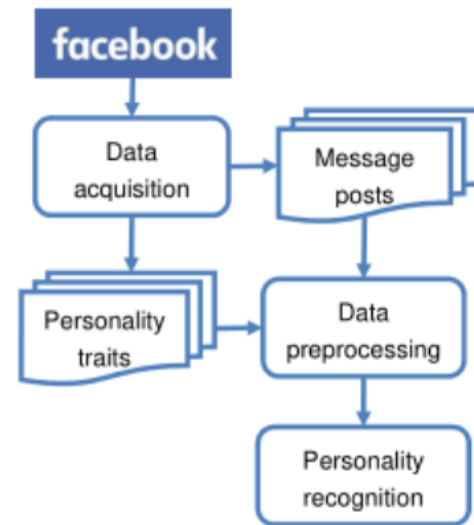 facebook
Data
acquisition
Message
posts
Personality
traits
Data
preprocessing
Personality
recognition